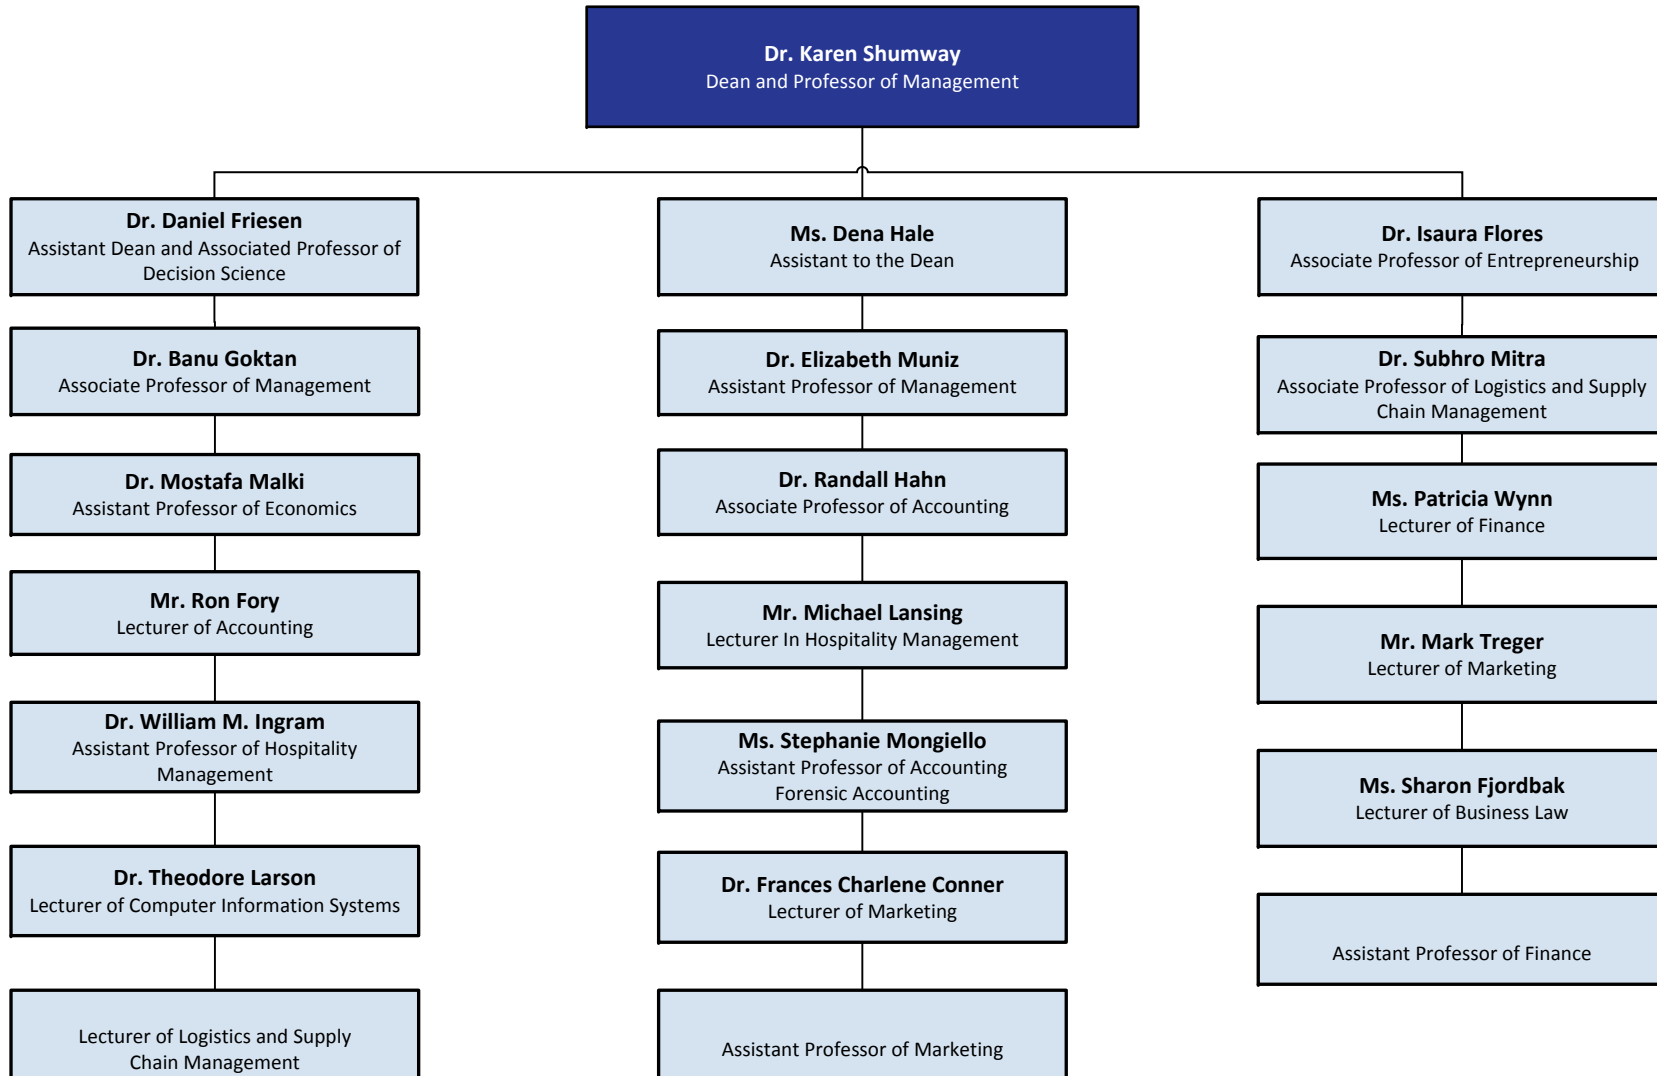 Dr. Karen Shumway
Dean and Professor of Management
Dr. Daniel Friesen
Assistant Dean and Associated Professor of
Decision Science
Dr. Banu Goktan
Associate Professor of Management
Dr. Mostafa Malki
Assistant Professor of Economics
Mr. Ron Fory
Lecturer of Accounting
Dr. William M. Ingram
Assistant Professor of Hospitality
Management
Dr. Theodore Larson
Lecturer of Computer Information Systems
Lecturer of Logistics and Supply
Chain Management
Ms. Dena Hale
Assistant to the Dean
Dr. Elizabeth Muniz
Assistant Professor of Management
Dr. Randall Hahn
Associate Professor of Accounting
Mr. Michael Lansing
Lecturer In Hospitality Management
Ms. Stephanie Mongiello
Assistant Professor of Accounting
Forensic Accounting
Dr. Frances Charlene Conner
Lecturer of Marketing
Assistant Professor of Marketing
Dr. Isaura Flores
Associate Professor of Entrepreneurship
Dr. Subhro Mitra
Associate Professor of Logistics and Supply
Chain Management
Ms. Patricia Wynn
Lecturer of Finance
Mr. Mark Treger
Lecturer of Marketing
Ms. Sharon Fjordbak
Lecturer of Business Law
Assistant Professor of Finance